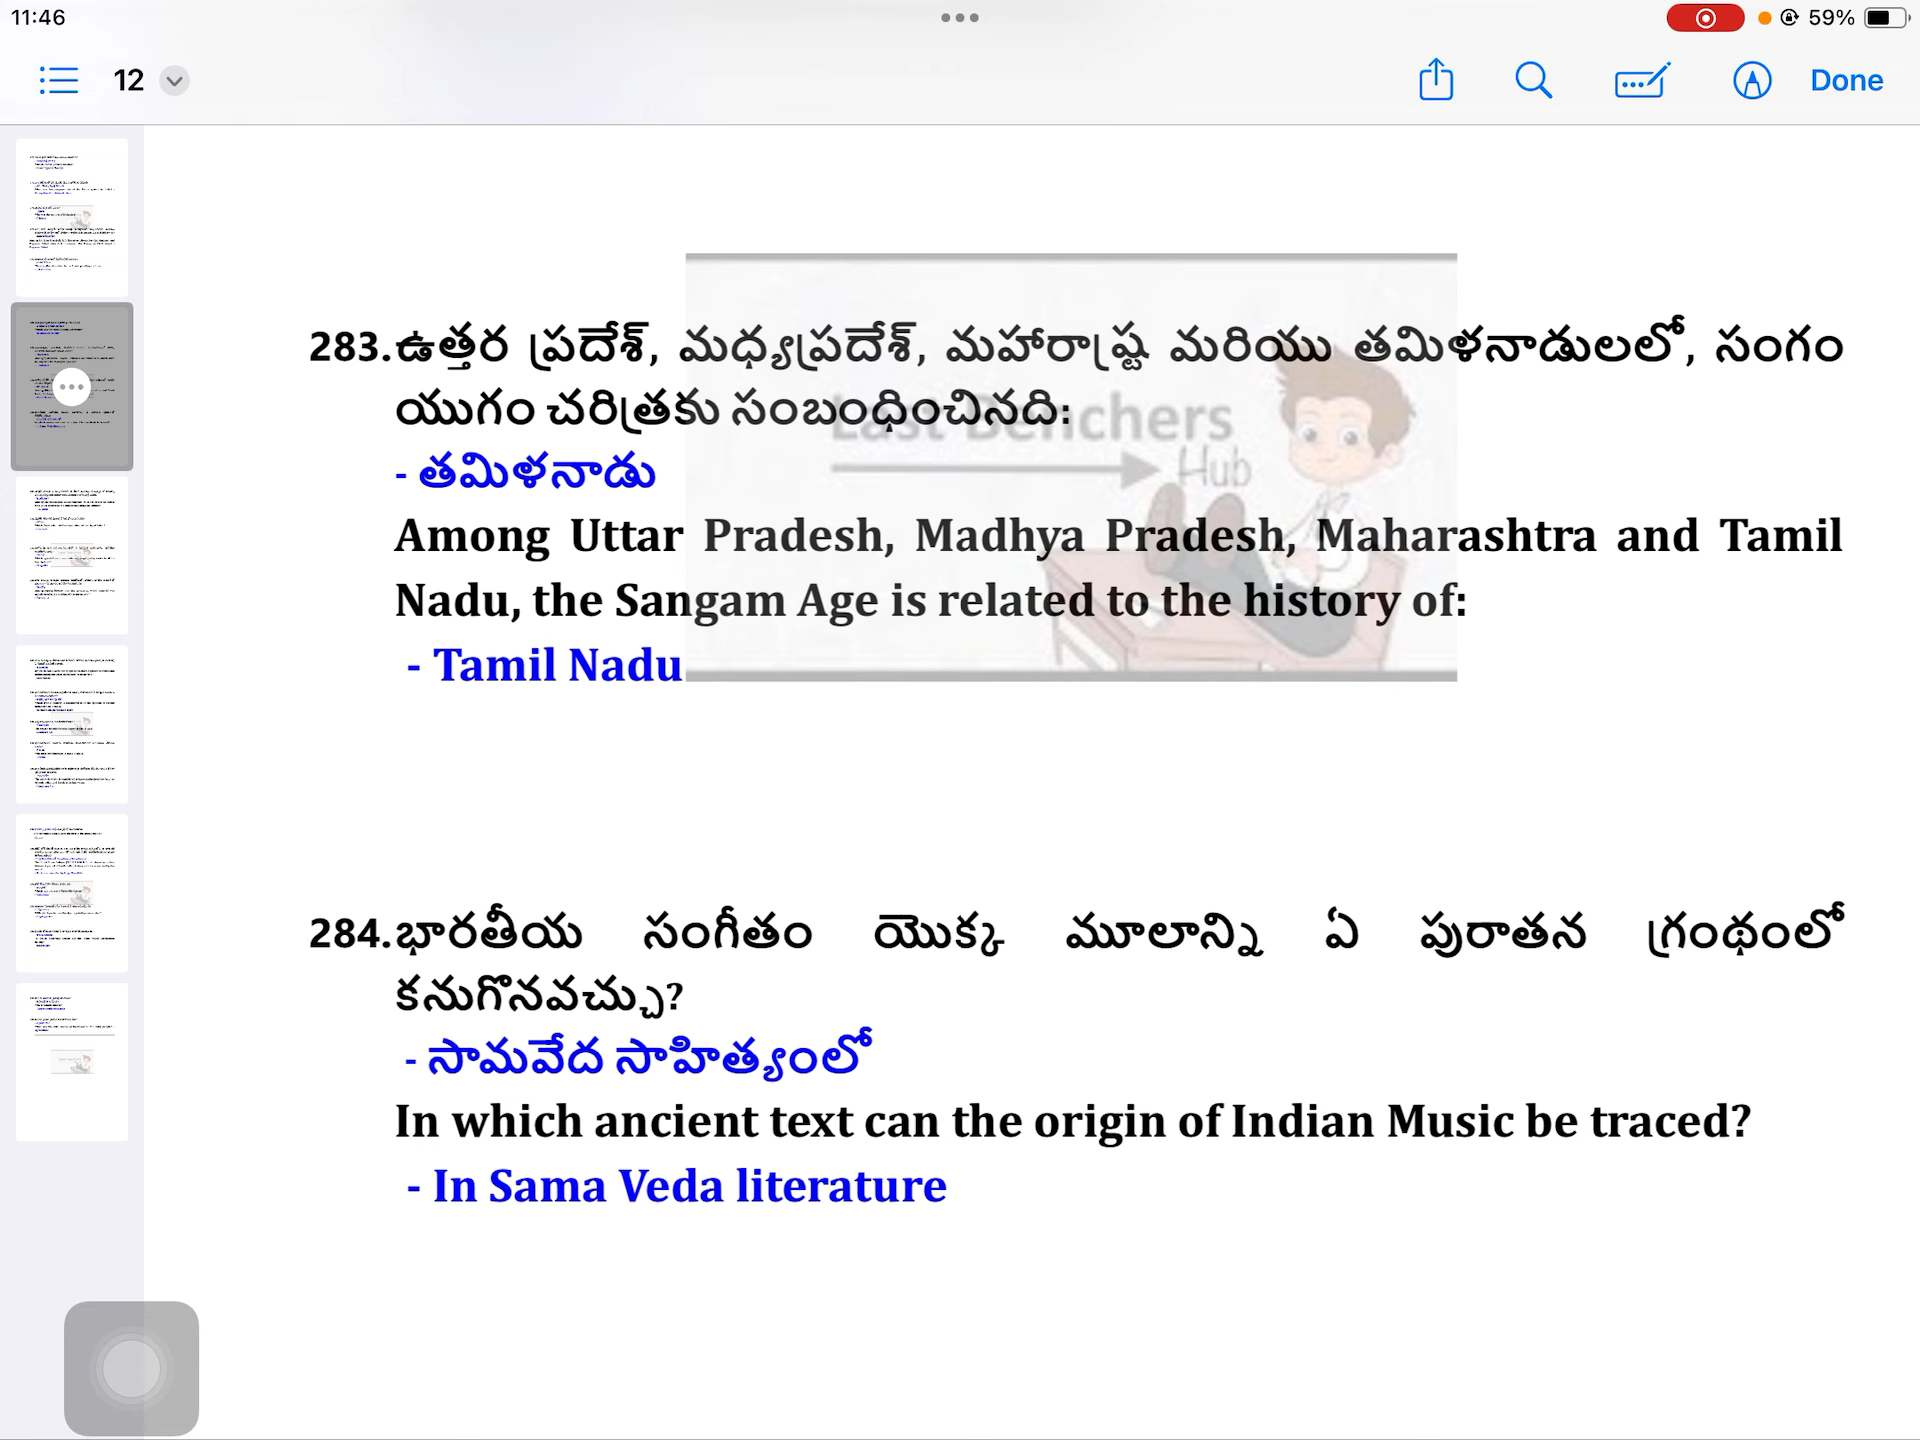 11:46
59%
12
Done
283.ఉత్తర ప్రదేశ్, మధ్యప్రదేశ్, మహారాష్ట్ర మరియు తమిళనాడులలో, సంగం
యుగం చరిత్రకు సంబంధించినది:
- తమిళనాడు
Last Benchers
Hub
Among Uttar Pradesh, Madhya Pradesh, Maharashtra and Tamil
Nadu, the Sangam Age is related to the history of:
- Tamil Nadu
284.భారతీయ సంగీతం యొక్క మూలాన్ని ఏ పురాతన గ్రంథంలో
కనుగొనవచ్చు?
- సామవేద సాహిత్యంలో
In which ancient text can the origin of Indian Music be traced?
- In Sama Veda literature